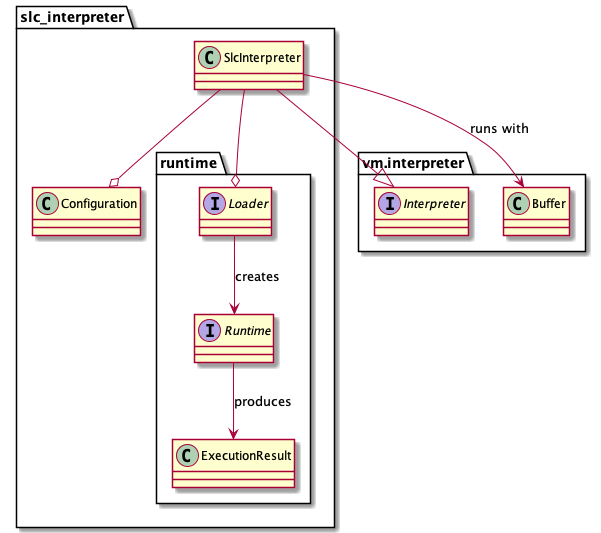 slc_interpreter
C SlcInterpreter
runs with
runtime
vm.interpreter
C Configuration
I Loader
I Interpreter
C Buffer
creates
I Runtime
produces
C ExecutionResult